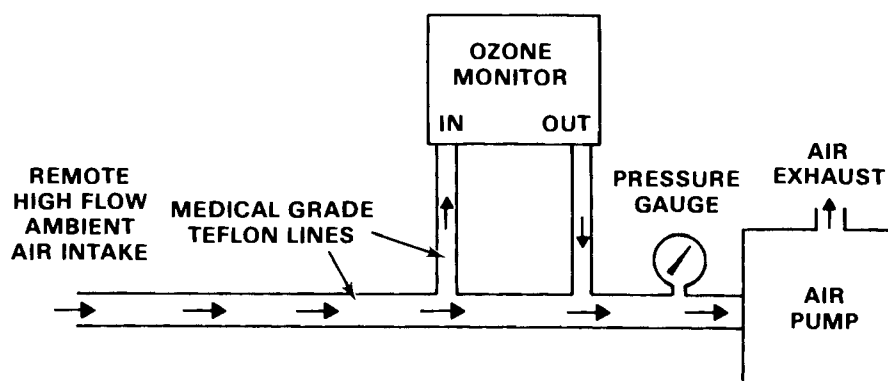 OZONE
MONITOR
IN
OUT
REMOTE
HIGH FLOW
AMBIENT
AIR INTAKE
MEDICAL GRADE
TEFLON LINES
PRESSURE
GAUGE
AIR
EXHAUST
AIR
PUMP